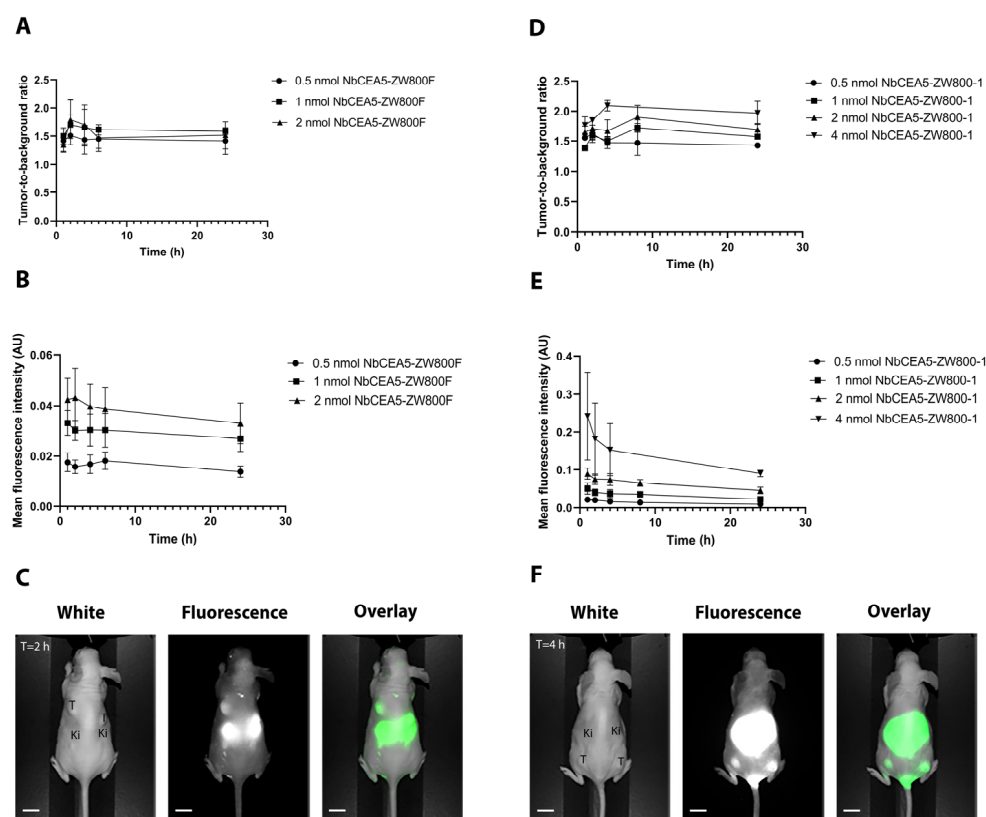 A
Tumor-to-background ratio
2.5
2.0
1.5
1.0
0.5
0.0
0
10
20
30
Time (h)
0.5 nmol NbCEA5-ZW800F
1 nmol NbCEA5-ZW800F
2 nmol NbCEA5-ZW800F
D
Tumor-to-background ratio
2.5
2.0
1.5
1.0
0.5
0.0
0
10
20
30
Time (h)
0.5 nmol NbCEA5-ZW800-1
1 nmol NbCEA5-ZW800-1
2 nmol NbCEA5-ZW800-1
4 nmol NbCEA5-ZW800-1
B
Mean fluorescence intensity (AU)
0.06
0.04
0.02
0.00
0
10
20
30
Time (h)
0.5 nmol NbCEA5-ZW800F
1 nmol NbCEA5-ZW800F
2 nmol NbCEA5-ZW800F
E
Mean fluorescence intensity (AU)
0.4
0.3
0.2
0.1
0.0
0
10
20
30
Time (h)
0.5 nmol NbCEA5-ZW800-1
1 nmol NbCEA5-ZW800-1
2 nmol NbCEA5-ZW800-1
4 nmol NbCEA5-ZW800-1
C
White
Fluorescence
Overlay
T=2 h
T
T
Ki
Ki
F
White
Fluorescence
Overlay
T=4 h
Ki
Ki
T
T